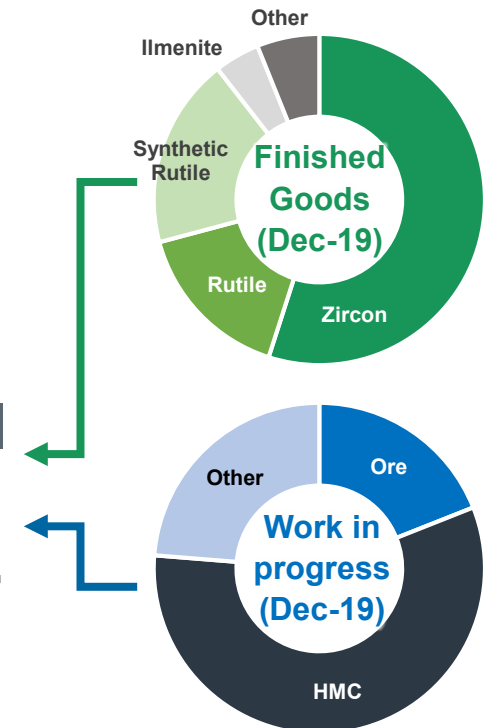 Other
Ilmenite
Synthetic
Rutile
Finished
Goods
(Dec-19)
Rutile
Zircon
Other
Ore
Work in
progress
(Dec-19)
HMC